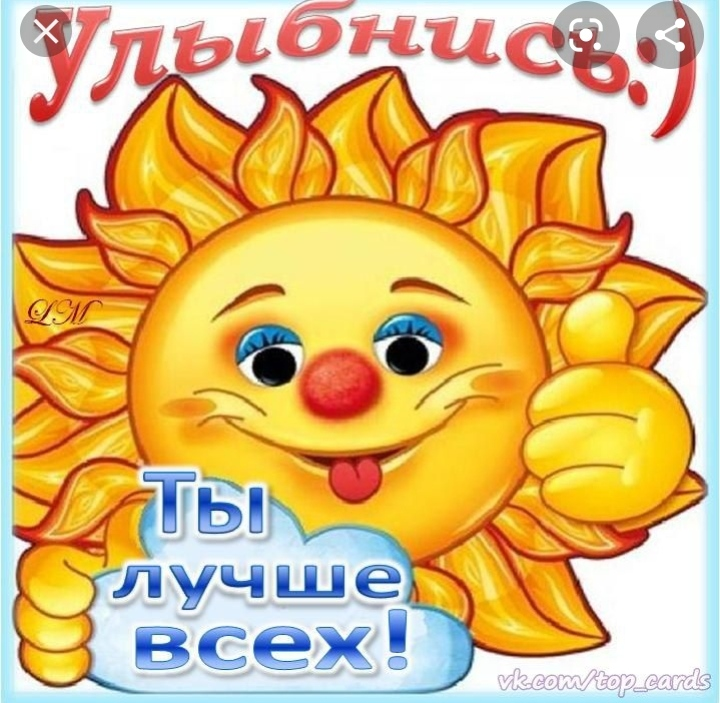 Улыбнись:)
LM
Ты
лучше
всех!
vk.com/top_cards